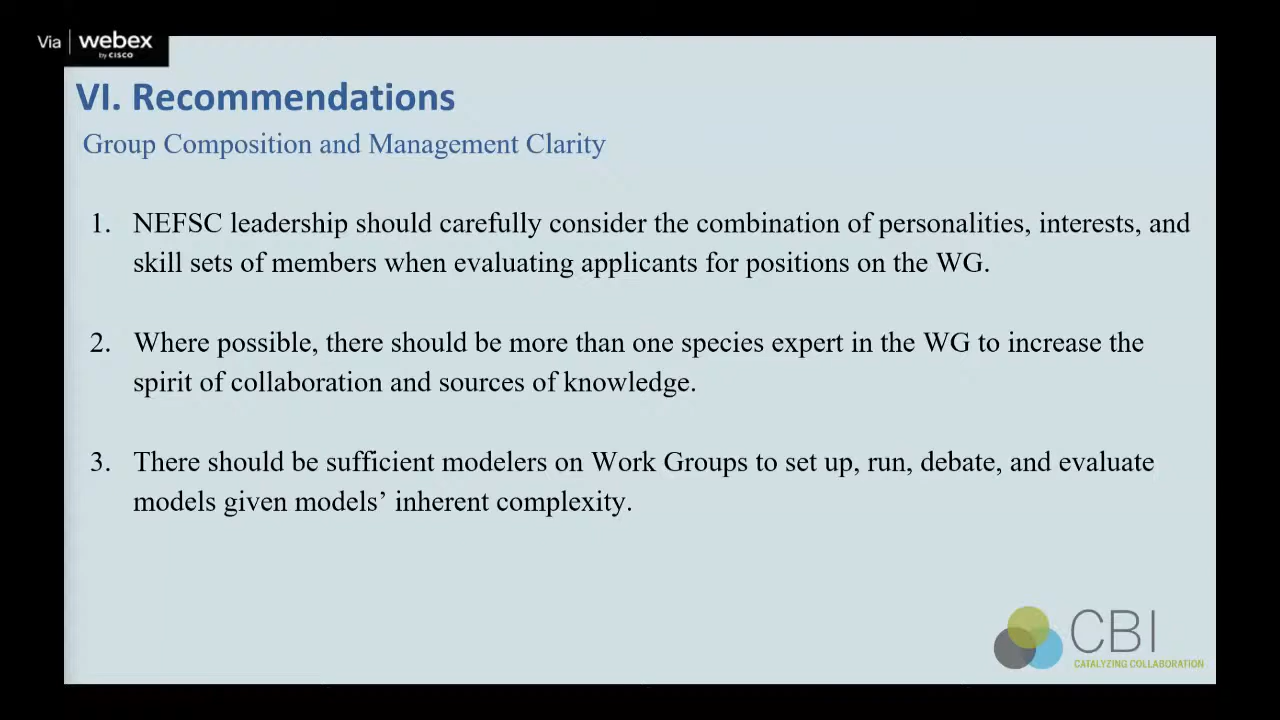 Via webex
by CISCO
VI. Recommendations
Group Composition and Management Clarity
1. NEFSC leadership should carefully consider the combination of personalities, interests, and
skill sets of members when evaluating applicants for positions on the WG.
2. Where possible, there should be more than one species expert in the WG to increase the
spirit of collaboration and sources of knowledge.
3. There should be sufficient modelers on Work Groups to set up, run, debate, and evaluate
models given models’ inherent complexity.
CBI
CATALYZING COLLABORATION